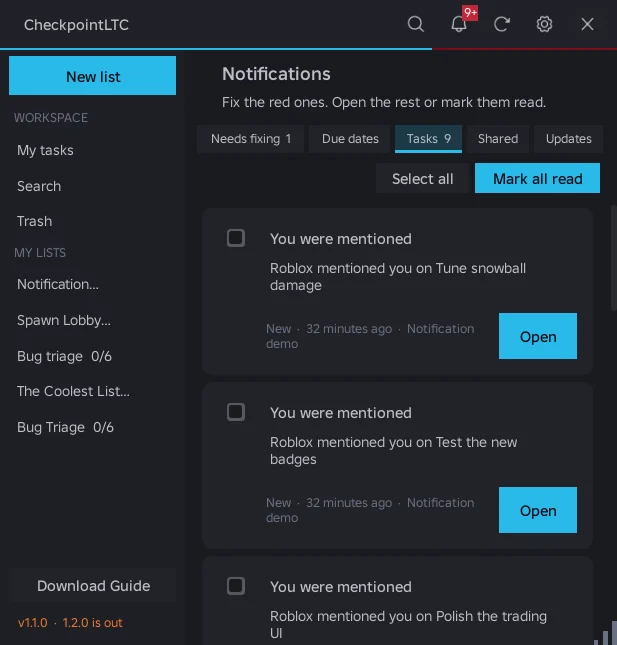 CheckpointLTC
9+
New list
WORKSPACE
My tasks
Search
Trash
MY LISTS
Notification...
Spawn Lobby...
Bug triage 0/6
The Coolest List...
Bug Triage 0/6
Download Guide
v1.1.0 · 1.2.0 is out
Notifications
Fix the red ones. Open the rest or mark them read.
Needs fixing 1
Due dates
Tasks 9
Shared
Updates
Select all
Mark all read
You were mentioned
Roblox mentioned you on Tune snowball
damage
New · 32 minutes ago · Notification
demo
Open
You were mentioned
Roblox mentioned you on Test the new
badges
New · 32 minutes ago · Notification
demo
Open
You were mentioned
Roblox mentioned you on Polish the trading
UI